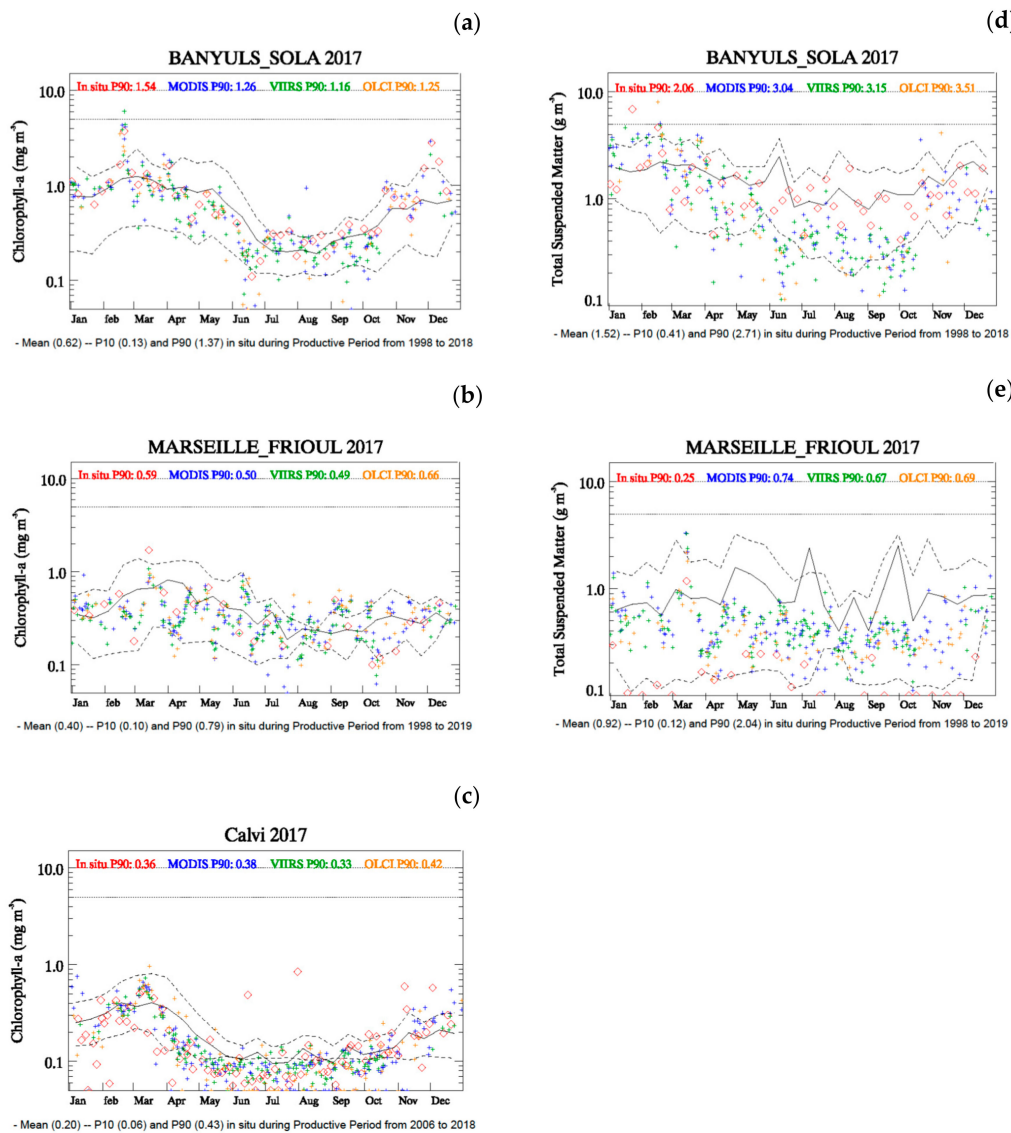 (a)
BANYULS_SOLA 2017
In situ P90: 1.54 MODIS P90: 1.26 VIIRS P90: 1.16 OLCI P90: 1.25
Chlorophyll-a (mg m-3)
10.0
1.0
0.1
Jan feb Mar Apr May Jun Jul Aug Sep Oct Nov Dec
- Mean (0.62) -- P10 (0.13) and P90 (1.37) in situ during Productive Period from 1998 to 2018
(d)
BANYULS_SOLA 2017
In situ P90: 2.06 MODIS P90: 3.04 VIIRS P90: 3.15 OLCI P90: 3.51
Total Suspended Matter (g m-3)
10.0
1.0
0.1
Jan feb Mar Apr May Jun Jul Aug Sep Oct Nov Dec
- Mean (1.52) -- P10 (0.41) and P90 (2.71) in situ during Productive Period from 1998 to 2018
(b)
MARSEILLE_FRIOUL 2017
In situ P90: 0.59 MODIS P90: 0.50 VIIRS P90: 0.49 OLCI P90: 0.66
Chlorophyll-a (mg m-3)
10.0
1.0
0.1
Jan feb Mar Apr May Jun Jul Aug Sep Oct Nov Dec
- Mean (0.40) -- P10 (0.10) and P90 (0.79) in situ during Productive Period from 1998 to 2019
(e)
MARSEILLE_FRIOUL 2017
In situ P90: 0.25 MODIS P90: 0.74 VIIRS P90: 0.67 OLCI P90: 0.69
Total Suspended Matter (g m-3)
10.0
1.0
0.1
Jan feb Mar Apr May Jun Jul Aug Sep Oct Nov Dec
- Mean (0.92) -- P10 (0.12) and P90 (2.04) in situ during Productive Period from 1998 to 2019
(c)
Calvi 2017
In situ P90: 0.36 MODIS P90: 0.38 VIIRS P90: 0.33 OLCI P90: 0.42
Chlorophyll-a (mg m-3)
10.0
1.0
0.1
Jan feb Mar Apr May Jun Jul Aug Sep Oct Nov Dec
- Mean (0.20) -- P10 (0.06) and P90 (0.43) in situ during Productive Period from 2006 to 2018